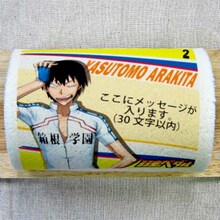 2
YASUTOMO ARAKITA
ここにメッセージが
入ります。
(30文字以内)
箱根学園